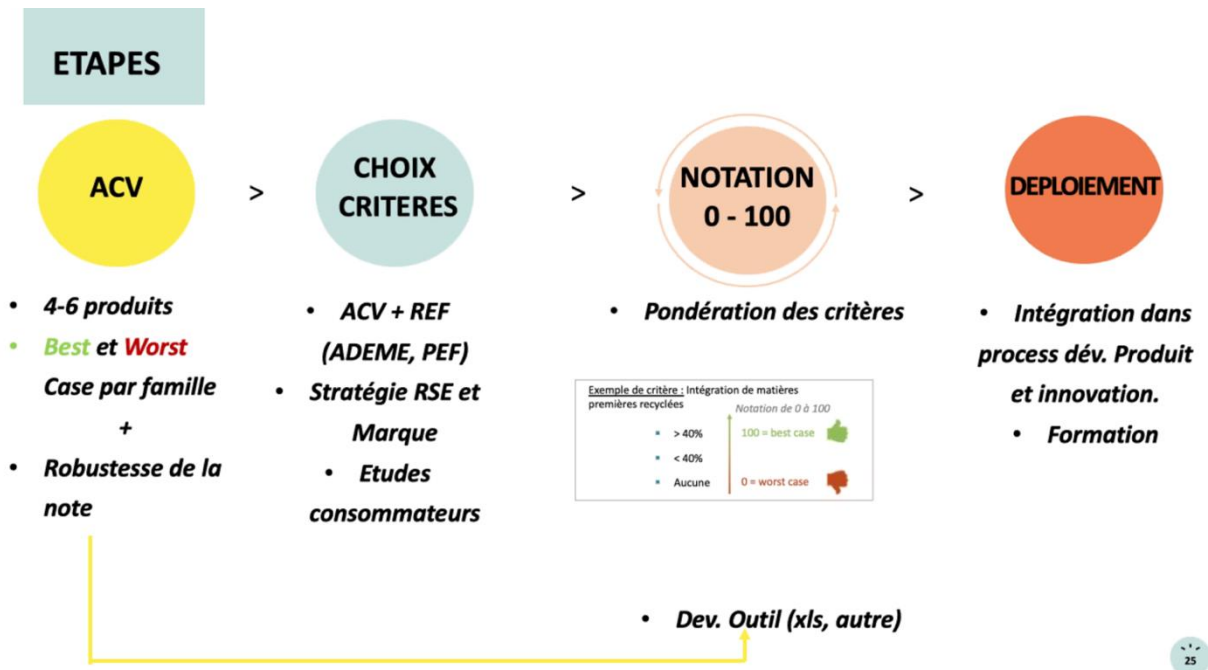 ETAPES
ACV
>
CHOIX
CRITERES
>
NOTATION
0 - 100
>
DEPLOIEMENT
• 4-6 produits
• Best et Worst
Case par famille
+
• Robustesse de la
note
• ACV + REF
(ADEME, PEF)
• Stratégie RSE et
Marque
• Etudes
consommateurs
• Pondération des critères
Exemple de critère : Intégration de matières
premières recyclées
Notation de 0 à 100
▪ > 40%
100 = best case
▪ < 40%
▪ Aucune
0 = worst case
• Intégration dans
process dév. Produit
et innovation.
• Formation
• Dev. Outil (xls, autre)
25